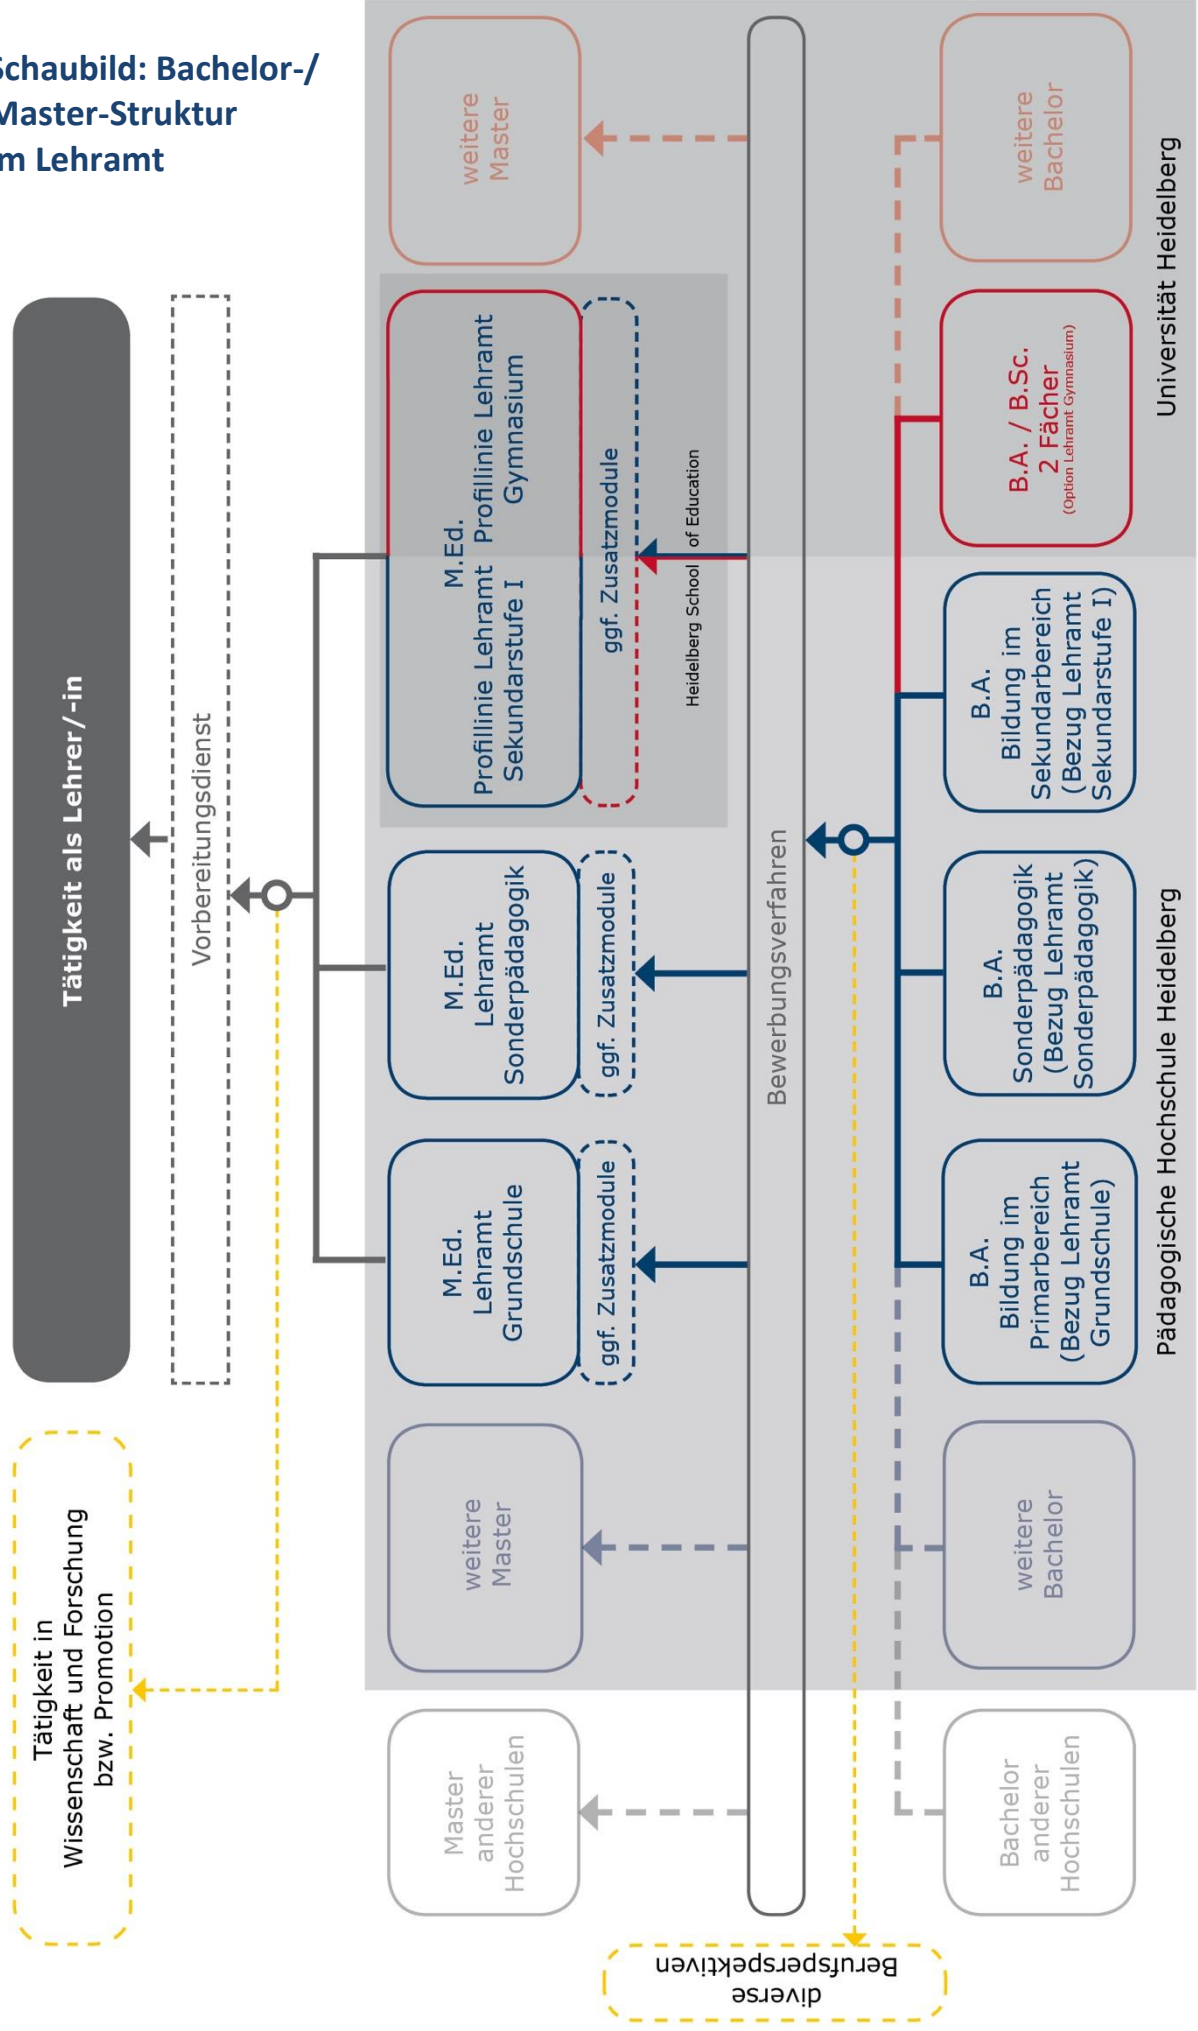 Schaubild: Bachelor-/
Master-Struktur
im Lehramt
Tätigkeit in
Wissenschaft und Forschung
bzw. Promotion
Tätigkeit als Lehrer/-in
Vorbereitungsdienst
Master
anderer
Hochschulen
weitere
Master
M.Ed.
Lehramt
Grundschule
ggf. Zusatzmodule
M.Ed.
Lehramt
Sonderpädagogik
ggf. Zusatzmodule
M.Ed.
Profillinie Lehramt Profillinie Lehramt
Sekundarstufe I Gymnasium
ggf. Zusatzmodule
Heidelberg School of Education
weitere
Master
diverse
Berufsperspektiven
Bewerbungsverfahren
Bachelor
anderer
Hochschulen
weitere
Bachelor
B.A.
Bildung im
Primarbereich
(Bezug Lehramt
Grundschule)
B.A.
Sonderpädagogik
(Bezug Lehramt
Sonderpädagogik)
B.A.
Bildung im
Sekundarbereich
(Bezug Lehramt
Sekundarstufe I)
B.A. / B.Sc.
2 Fächer
(Option Lehramt Gymnasium)
weitere
Bachelor
Pädagogische Hochschule Heidelberg
Universität Heidelberg